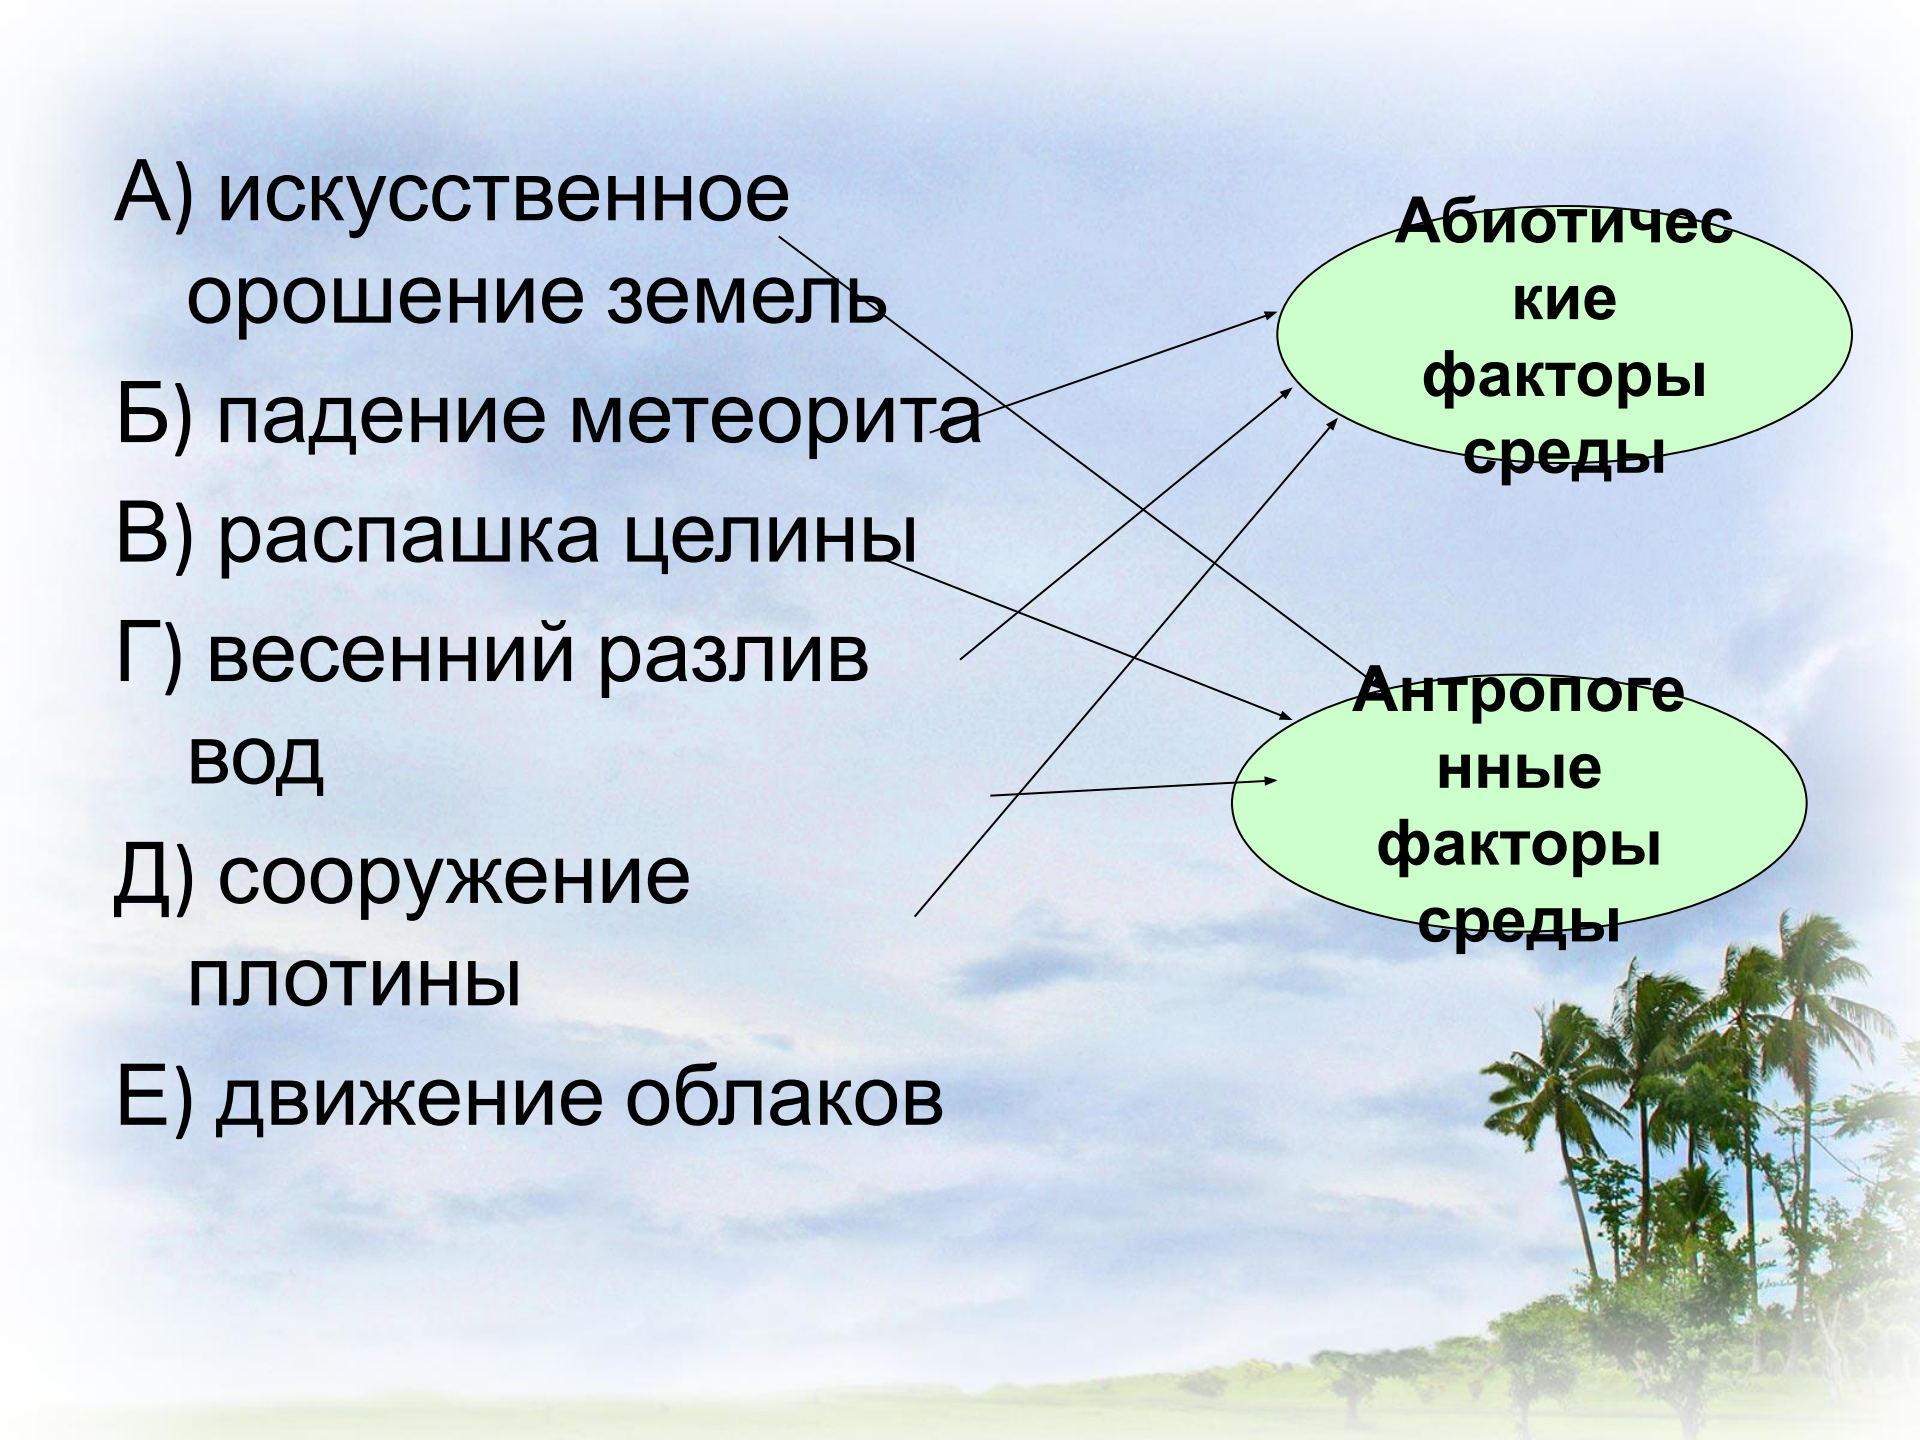 А) искусственное
орошение земель
Б) падение метеорита
В) распашка целины
Г) весенний разлив
вод
Д) сооружение
плотины
Е) движение облаков
Абиотичес
кие
факторы
среды
Антропоге
нные
факторы
среды